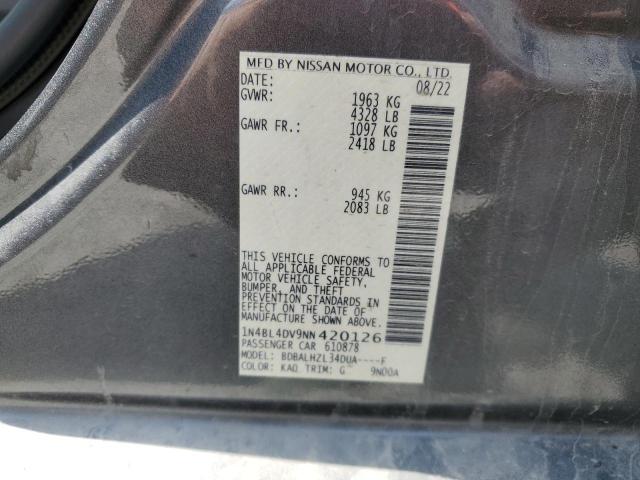 MFD BY NISSAN MOTOR CO., LTD.
DATE: 08/22
GVWR: 1963 KG
4328 LB
GAWR FR.: 1097 KG
2418 LB
GAWR RR.: 945 KG
2083 LB
THIS VEHICLE CONFORMS TO
ALL APPLICABLE FEDERAL
MOTOR VEHICLE SAFETY,
BUMPER, AND THEFT
PREVENTION STANDARDS IN
EFFECT ON THE DATE OF
MANUFACTURE SHOWN ABOVE.
1N4BL4DV9NN420126
PASSENGER CAR 610878
MODEL: BDBALHZL34DUA----F
COLOR: KAD TRIM: G 9N00A